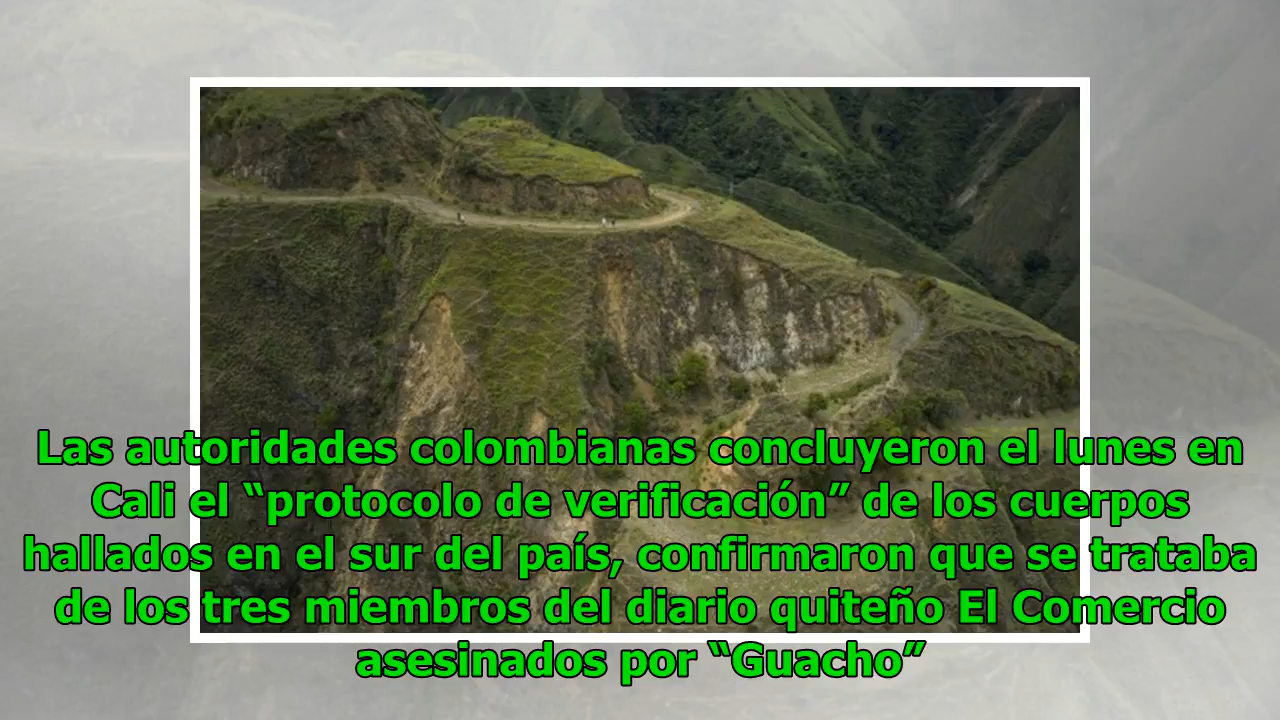 Las autoridades colombianas concluyeron el lunes en
Cali el “protocolo de verificación” de los cuerpos
hallados en el sur del país, confirmaron que se trataba
de los tres miembros del diario quiteño El Comercio
asesinados por “Guacho”